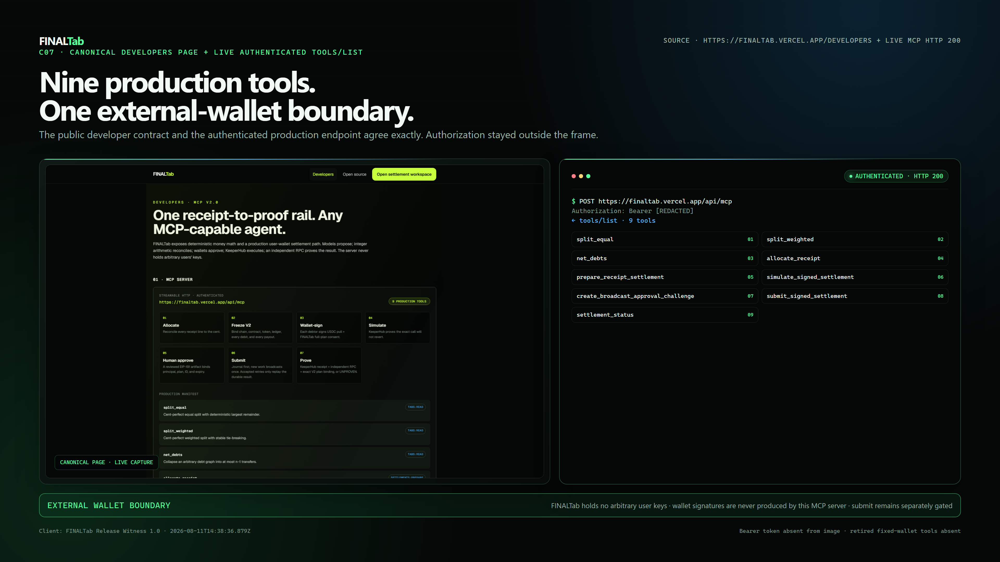 FINALTab
C07 · CANONICAL DEVELOPERS PAGE + LIVE AUTHENTICATED TOOLS/LIST
SOURCE · HTTPS://FINALTAB.VERCEL.APP/DEVELOPERS + LIVE MCP HTTP 200
Nine production tools.
One external-wallet boundary.
The public developer contract and the authenticated production endpoint agree exactly. Authorization stayed outside the frame.
FINALTab
Developers
Open source
Open settlement workspace
DEVELOPERS · MCP V2.0
One receipt-to-proof rail. Any
MCP-capable agent.
FINALTab exposes deterministic money math and a production user-wallet settlement path. Models propose; integer
arithmetic reconciles; wallets approve; KeeperHub executes; an independent RPC proves the result. The server never
holds arbitrary users' keys.
01 · MCP SERVER
STREAMABLE HTTP · AUTHENTICATED
https://finaltab.vercel.app/api/mcp
9 PRODUCTION TOOLS
01
Allocate
Reconcile every receipt line to the cent.
02
Freeze V2
Bind chain, contract, token, ledger,
every debit, and every payout.
03
Wallet-sign
Each debtor signs USDC pull +
FINALTab full-plan consent.
04
Simulate
KeeperHub proves the exact call will
not revert.
05
Human approve
A reviewed EIP-191 artifact binds
principal, plan, ID, and expiry.
06
Submit
Journal first; new work broadcasts
once. Accepted retries only replay the
durable result.
07
Prove
KeeperHub receipt + independent RPC
+ exact V2 plan binding, or UNPROVEN.
PRODUCTION MANIFEST
split_equal
TABS:READ
Cent-perfect equal split with deterministic largest remainder.
split_weighted
TABS:READ
Cent-perfect weighted split with stable tie-breaking.
net_debts
TABS:READ
Collapse an arbitrary debt graph into at most n-1 transfers.
allocate_receipt
SETTLEMENTS:PREPARE
CANONICAL PAGE · LIVE CAPTURE
AUTHENTICATED · HTTP 200
$ POST https://finaltab.vercel.app/api/mcp
Authorization: Bearer [REDACTED]
← tools/list · 9 tools
split_equal 01
split_weighted 02
net_debts 03
allocate_receipt 04
prepare_receipt_settlement 05
simulate_signed_settlement 06
create_broadcast_approval_challenge 07
submit_signed_settlement 08
settlement_status 09
EXTERNAL WALLET BOUNDARY
FINALTab holds no arbitrary user keys · wallet signatures are never produced by this MCP server · submit remains separately gated
Client: FINALTab Release Witness 1.0 · 2026-08-11T14:38:36.879Z
Bearer token absent from image · retired fixed-wallet tools absent